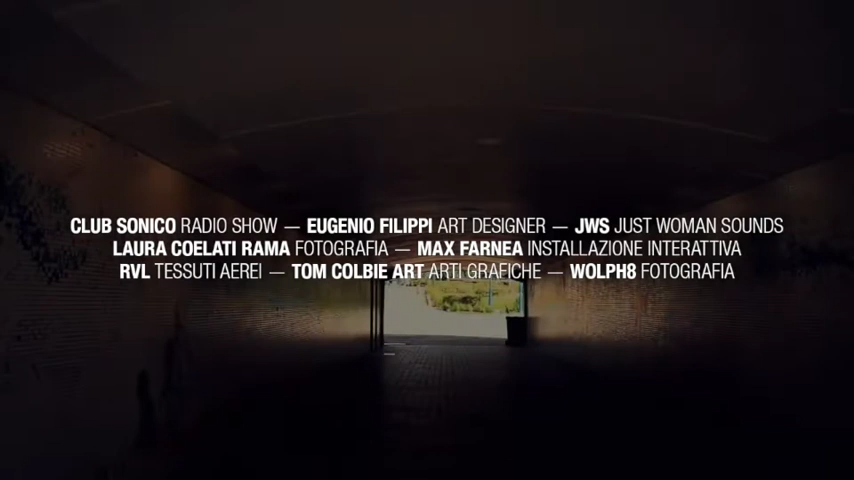 CLUB SONICO RADIO SHOW — EUGENIO FILIPPI ART DESIGNER — JWS JUST WOMAN SOUNDS
LAURA COELATI RAMA FOTOGRAFIA — MAX FARNEA INSTALLAZIONE INTERATTIVA
RVL TESSUTI AEREI — TOM COLBIE ART ARTI GRAFICHE — WOLPH8 FOTOGRAFIA